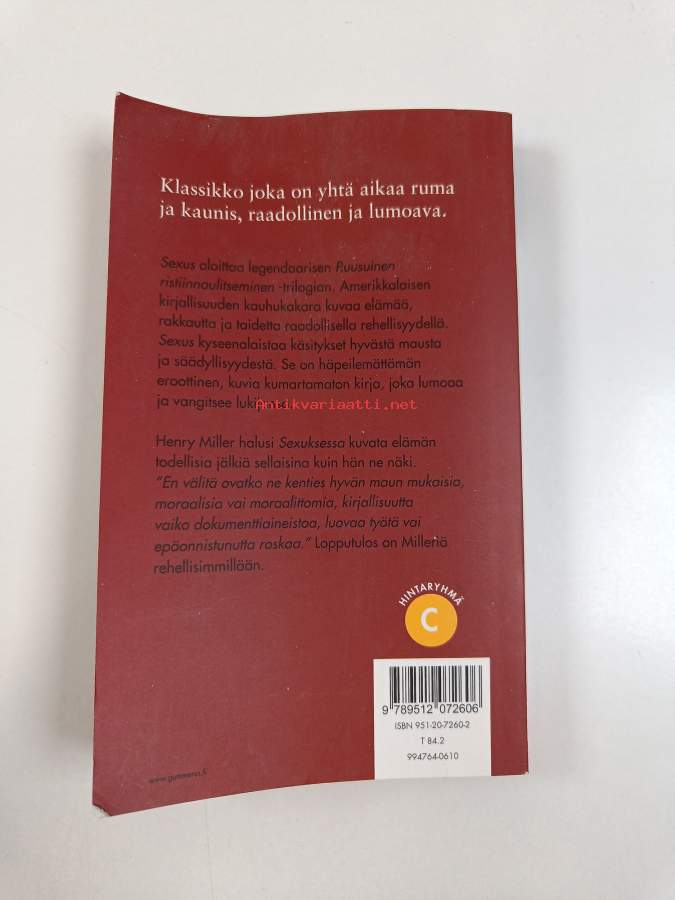 Klassikko joka on yhtä aikaa ruma
ja kaunis, raadollinen ja lumoava.
Sexus aloittaa legendaarisen Ruusuinen
ristiinnaulitseminen -trilogian. Amerikkalaisen
kirjallisuuden kauhukakara kuvaa elämää,
rakkautta ja taidetta raadollisella rehellisyydellä.
Sexus kyseenalaistaa käsitykset hyvästä mausta
ja säädyllisyydestä. Se on häpeilemättömän
eroottinen, kuvia kumartamaton kirja, joka lumoaa
ja vangitsee
Antikvariaatti.net
Henry Miller halusi Sexuksessa kuvata elämän
todellisia jälkiä sellaisina kuin hän ne näki.
"En välitä ovatko ne kenties hyvän maun mukaisia,
moraalisia vai moraalittomia, kirjallisuutta
vaiko dokumenttiaineistoa, luovaa työtä vai
epäonnistunutta roskaa." Lopputulos on Milleriä
rehellisimmillään.
HINTARYHMÄ
C
9 789512 072606
ISBN 951-20-7260-2
T 84.2
994764-0610